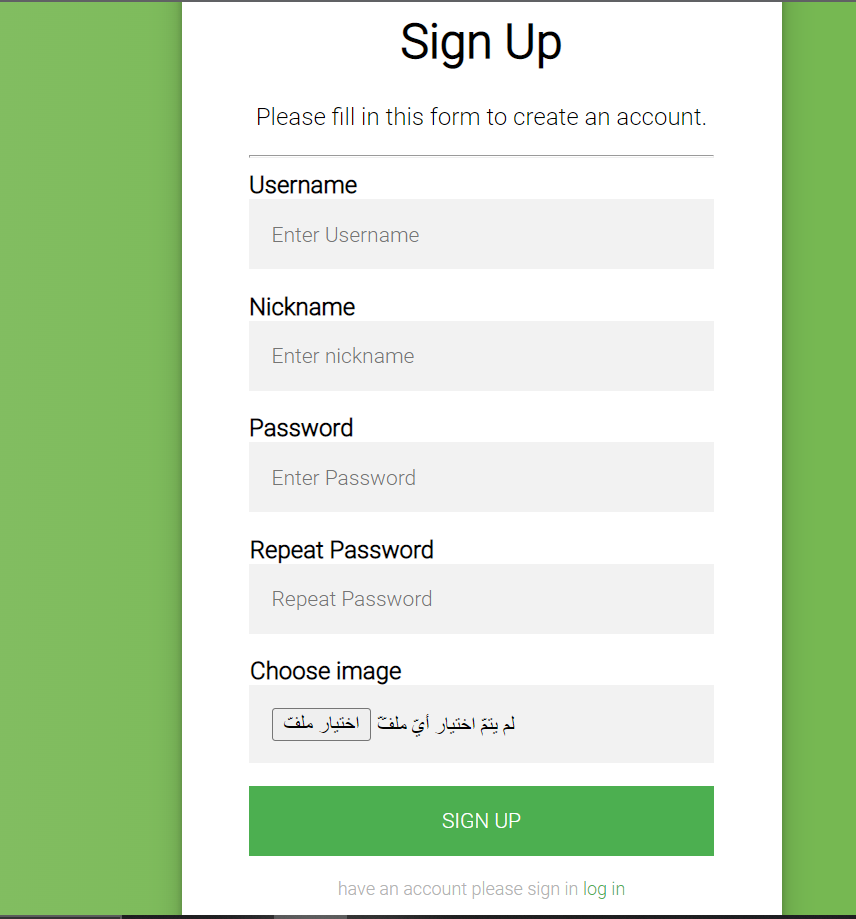 Sign Up
Please fill in this form to create an account.
Username
Enter Username
Nickname
Enter nickname
Password
Enter Password
Repeat Password
Repeat Password
Choose image
اختيار ملفّ لم يتمّ اختيار أيّ ملفّ
SIGN UP
have an account please sign in log in